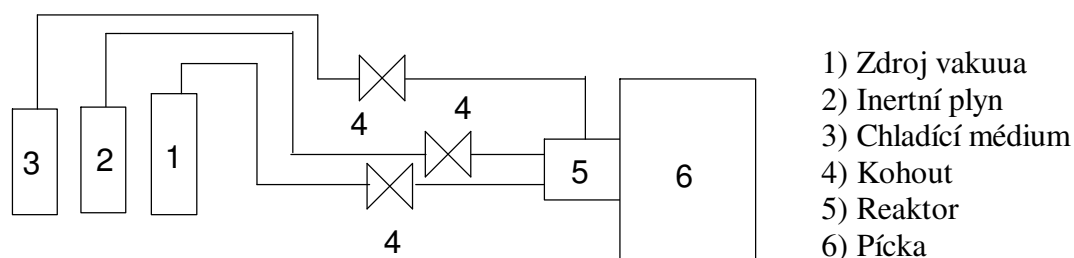 1) Zdroj vakuua
2) Inertní plyn
3) Chladící médium
4) Kohout
5) Reaktor
6) Pícka
4 4
3 2 1 5 6
4